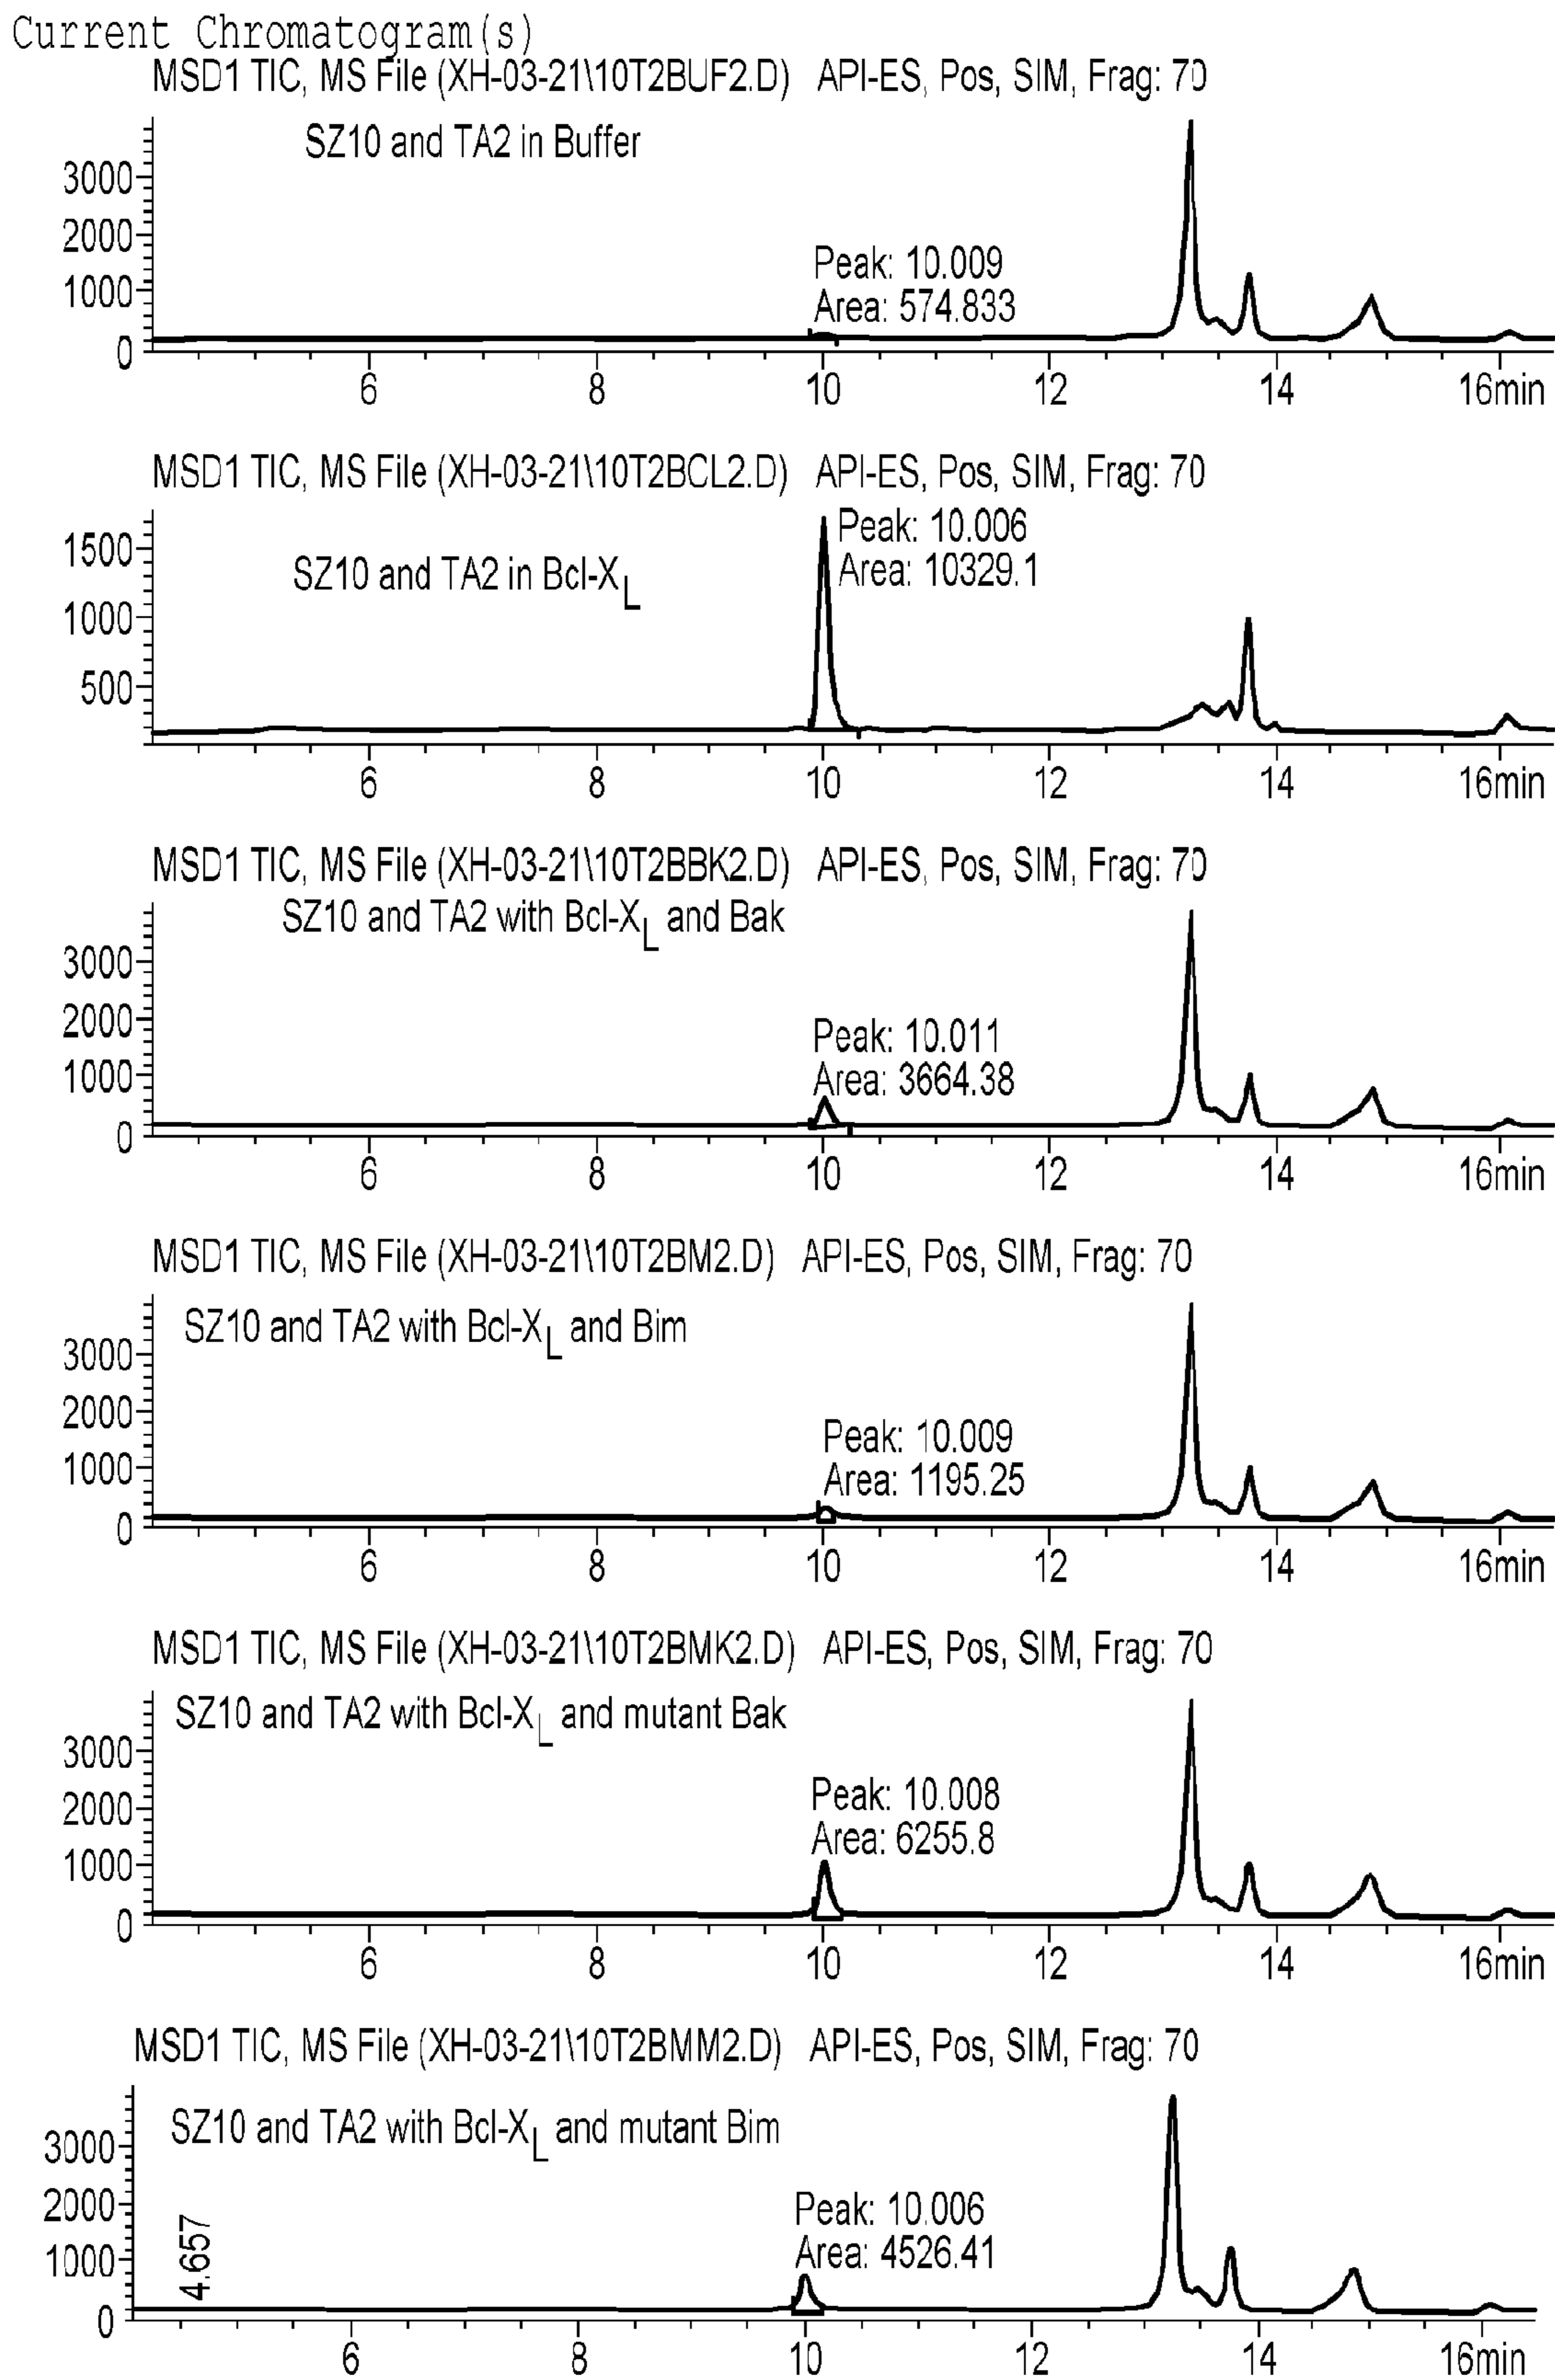 Current Chromatogram(s)
MSD1 TIC, MS File (XH-03-21\10T2BUF2.D) API-ES, Pos, SIM, Frag: 70
SZ10 and TA2 in Buffer
3000
2000
Peak: 10.009
1000
Area: 574.833
0
6 8 10 12 14 16min
MSD1 TIC, MS File (XH-03-21\10T2BCL2.D) API-ES, Pos, SIM, Frag: 70
Peak: 10.006
1500
SZ10 and TA2 in Bcl-XL
Area: 10329.1
1000
500
6 8 10 12 14 16min
MSD1 TIC, MS File (XH-03-21\10T2BBK2.D) API-ES, Pos, SIM, Frag: 70
SZ10 and TA2 with Bcl-XL and Bak
3000
2000
Peak: 10.011
1000
Area: 3664.38
0
6 8 10 12 14 16min
MSD1 TIC, MS File (XH-03-21\10T2BM2.D) API-ES, Pos, SIM, Frag: 70
SZ10 and TA2 with Bcl-XL and Bim
3000
2000
Peak: 10.009
1000
Area: 1195.25
0
6 8 10 12 14 16min
MSD1 TIC, MS File (XH-03-21\10T2BMK2.D) API-ES, Pos, SIM, Frag: 70
SZ10 and TA2 with Bcl-XL and mutant Bak
3000
2000
Peak: 10.008
Area: 6255.8
1000
0
6 8 10 12 14 16min
MSD1 TIC, MS File (XH-03-21\10T2BMM2.D) API-ES, Pos, SIM, Frag: 70
SZ10 and TA2 with Bcl-XL and mutant Bim
3000
2000
Peak: 10.006
4.657
Area: 4526.41
1000
0
6 8 10 12 14 16min